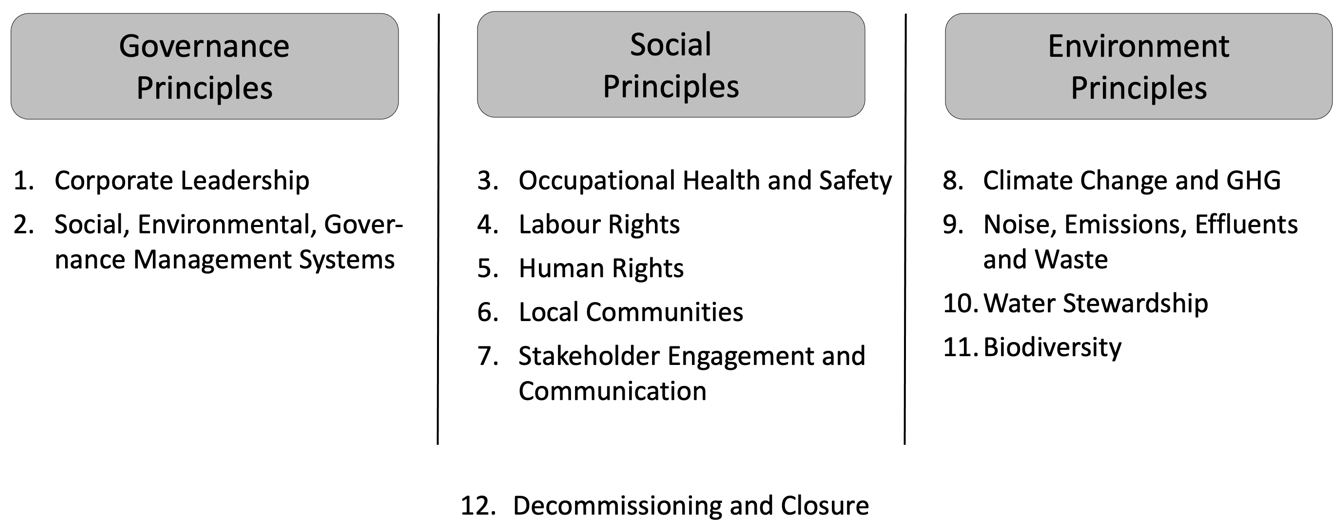 Governance
Principles
1. Corporate Leadership
2. Social, Environmental, Gover-
nance Management Systems
Social
Principles
3. Occupational Health and Safety
4. Labour Rights
5. Human Rights
6. Local Communities
7. Stakeholder Engagement and
Communication
Environment
Principles
8. Climate Change and GHG
9. Noise, Emissions, Effluents
and Waste
10. Water Stewardship
11. Biodiversity
12. Decommissioning and Closure